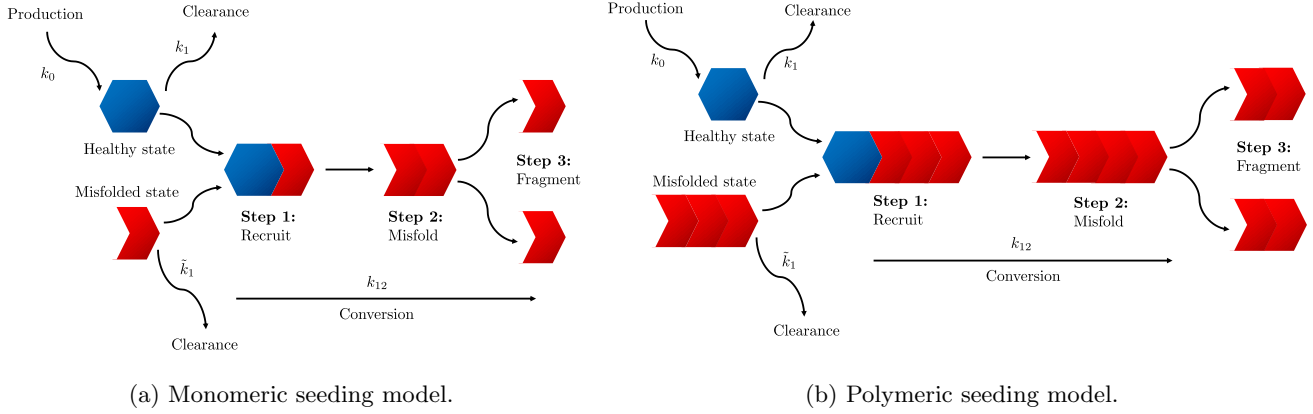 Production
Clearance
k₁
k₀
Healthy state
Misfolded state
Step 1:
Recruit
Step 2:
Misfold
Step 3:
Fragment
k̃₁
k₁₂
Conversion
Clearance
(a) Monomeric seeding model.
Production
Clearance
k₁
k₀
Healthy state
Misfolded state
Step 1:
Recruit
Step 2:
Misfold
Step 3:
Fragment
k̃₁
k₁₂
Conversion
Clearance
(b) Polymeric seeding model.